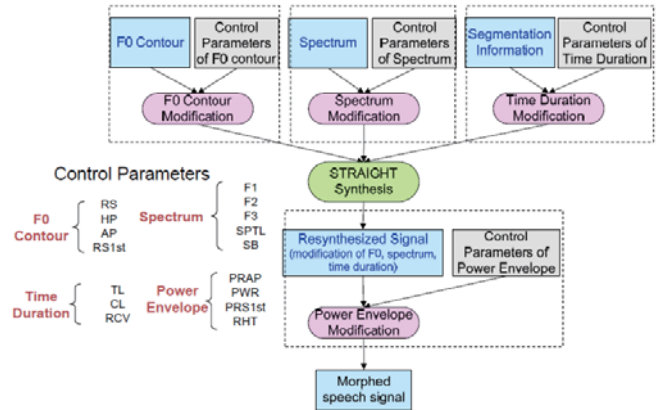 F0 Contour
Control
Parameters
of F0 contour
Spectrum
Control
Parameters
of Spectrum
Segmentation
Information
Control
Parameters of
Time Duration
F0 Contour
Modification
Spectrum
Modification
Time Duration
Modification
STRAIGHT
Synthesis
Control Parameters
F0
Contour
RS
HP
AP
RS1st
Spectrum
F1
F2
F3
SPTL
SB
Time
Duration
TL
CL
RCV
Power
Envelope
PRAP
PWR
PRS1st
RHT
Resynthesized Signal
(modification of F0, spectrum,
time duration)
Control
Parameters of
Power Envelope
Power Envelope
Modification
Morphed
speech signal